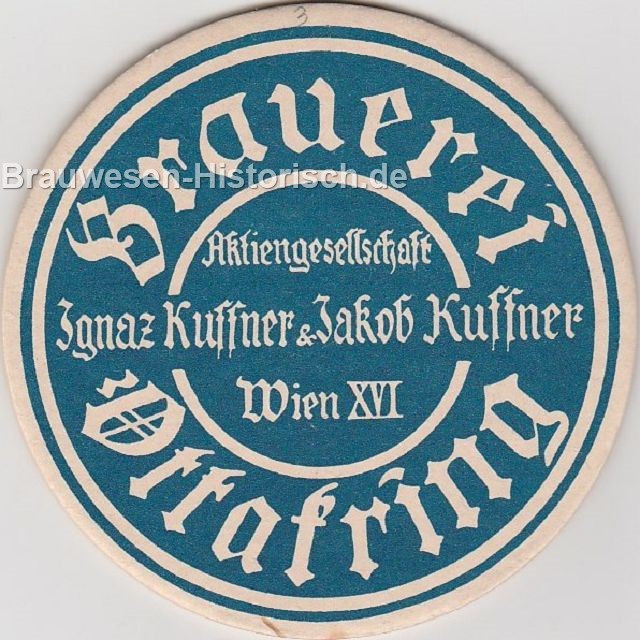 3
Brauerei
Brauwesen-Historisch.de
Aktiengesellschaft
Ignaz Kuffner & Jakob Kuffner
Wien XVI
Ottakring